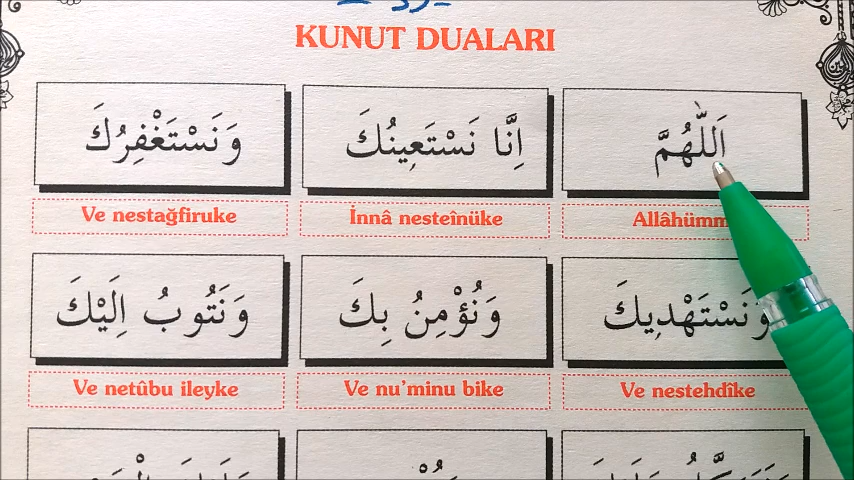 KUNUT DUALARI
اَللّٰهُمَّ
اِنَّا نَسْتَعِينُكَ
وَنَسْتَغْفِرُكَ
İnnâ nesteînüke
Ve nestağfiruke
وَنَسْتَهْدِيكَ
وَنُؤْمِنُ بِكَ
وَنَتُوبُ اِلَيْكَ
Ve nestehdîke
Ve nu'minu bike
Ve netûbu ileyke